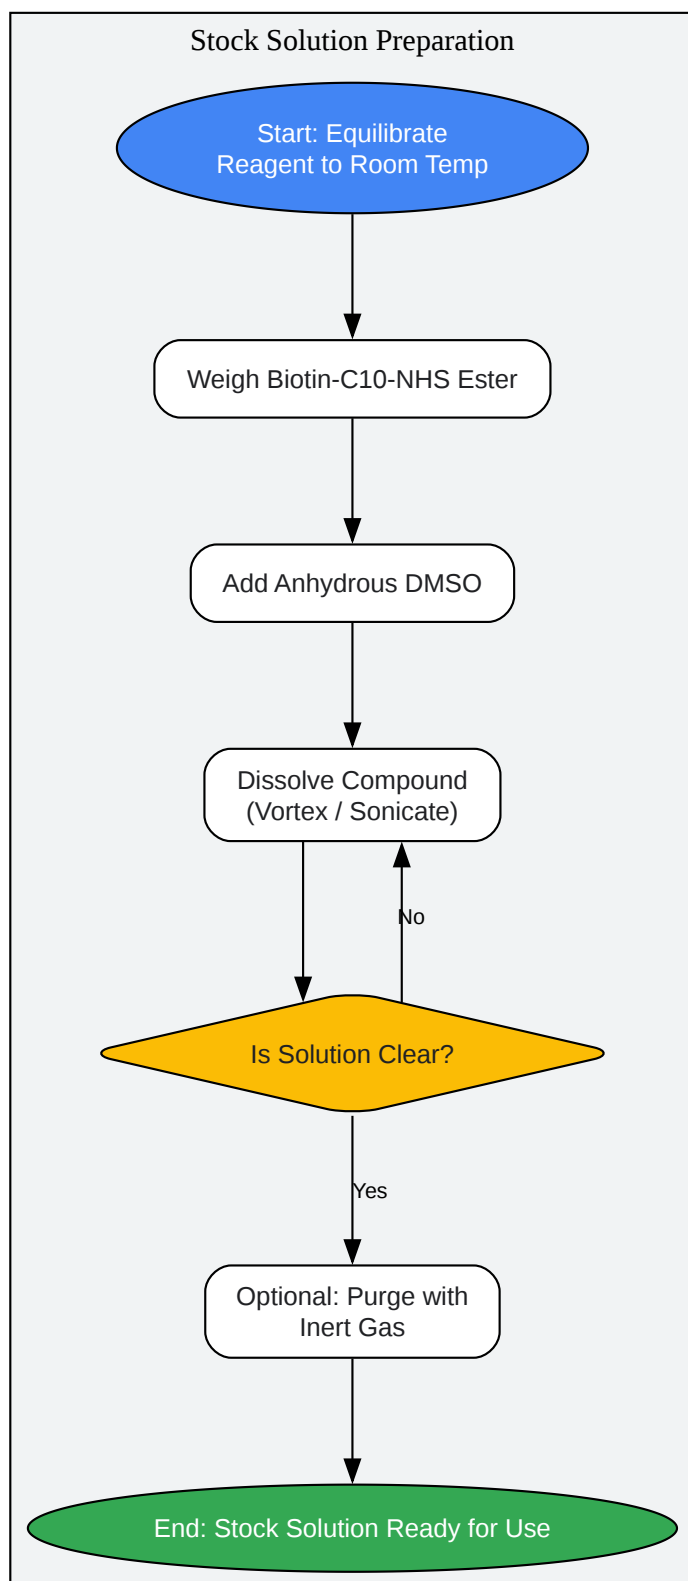 Stock Solution Preparation
Start: Equilibrate
Reagent to Room Temp
Weigh Biotin-C10-NHS Ester
Add Anhydrous DMSO
Dissolve Compound
(Vortex / Sonicate)
No
Is Solution Clear?
Yes
Optional: Purge with
Inert Gas
End: Stock Solution Ready for Use